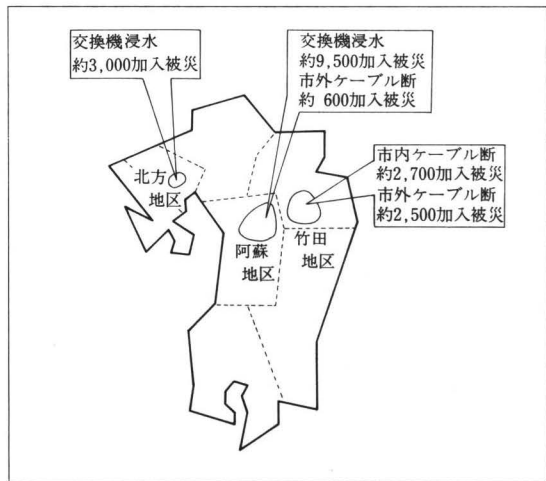 交換機浸水
約3,000加入被災
交換機浸水
約9,500加入被災
市外ケーブル断
約 600加入被災
市内ケーブル断
約2,700加入被災
市外ケーブル断
約2,500加入被災
北方
地区
阿蘇
地区
竹田
地区